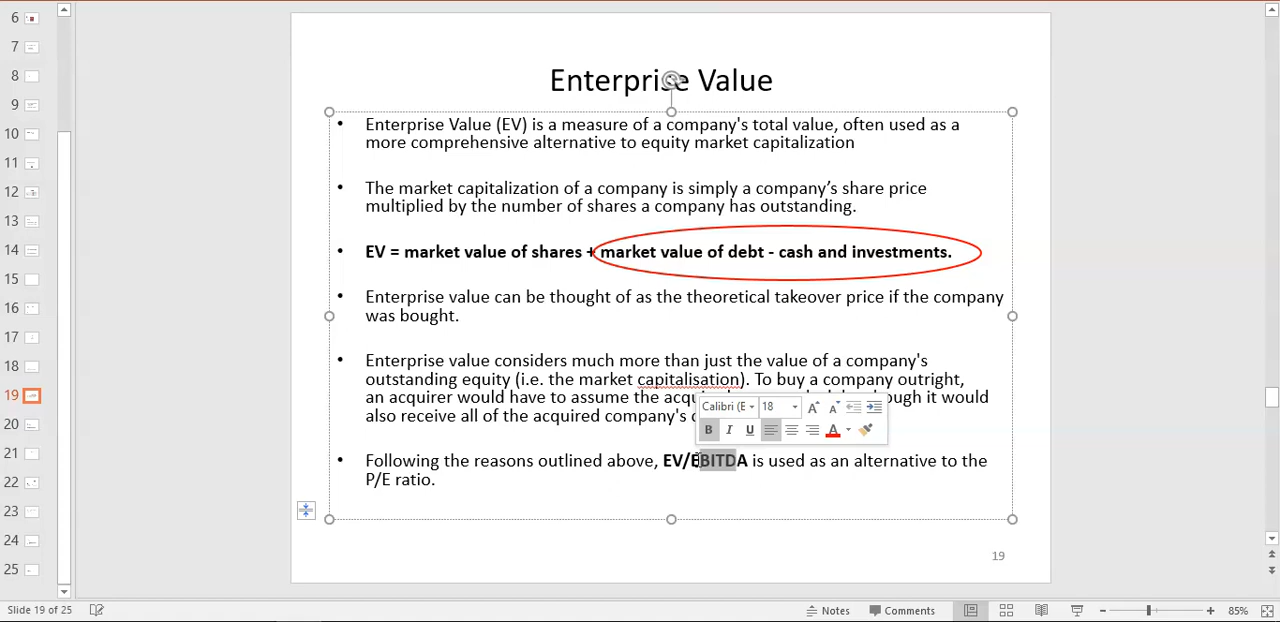 Enterprise Value
• Enterprise Value (EV) is a measure of a company's total value, often used as a
more comprehensive alternative to equity market capitalization
• The market capitalization of a company is simply a company’s share price
multiplied by the number of shares a company has outstanding.
• EV = market value of shares + market value of debt - cash and investments.
• Enterprise value can be thought of as the theoretical takeover price if the company
was bought.
• Enterprise value considers much more than just the value of a company's
outstanding equity (i.e. the market capitalisation). To buy a company outright,
an acquirer would have to assume the
it would
also receive all of the acquired company's
• Following the reasons outlined above, EV/EBITDA is used as an alternative to the
P/E ratio.
19
Calibri (E
18
A A
B I U A
6
7
8
9
10
11
12
13
14
15
16
17
18
19
20
21
22
23
24
25
Slide 19 of 25
Notes
Comments
- + 85%